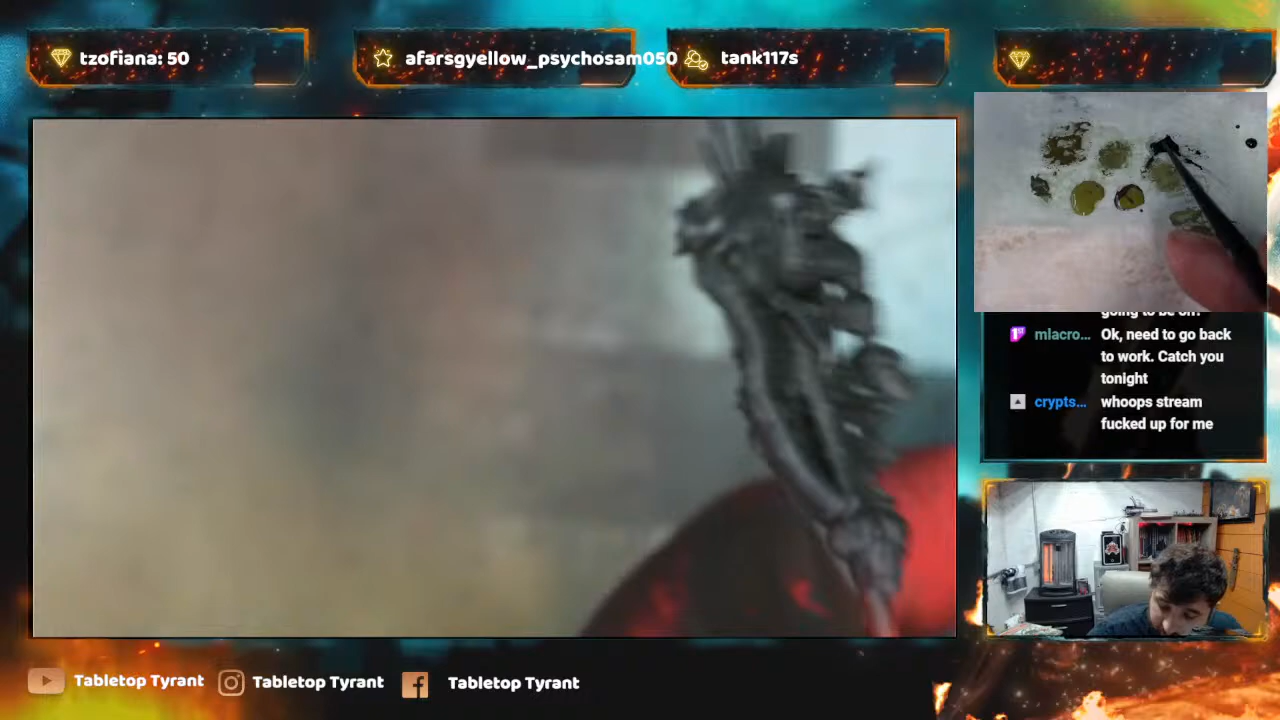 tzofiana: 50
afarsgyellow_psychosam050
tank117s
mlacro... Ok, need to go back
to work. Catch you
tonight
crypts... whoops stream
fucked up for me
Tabletop Tyrant
Tabletop Tyrant
Tabletop Tyrant